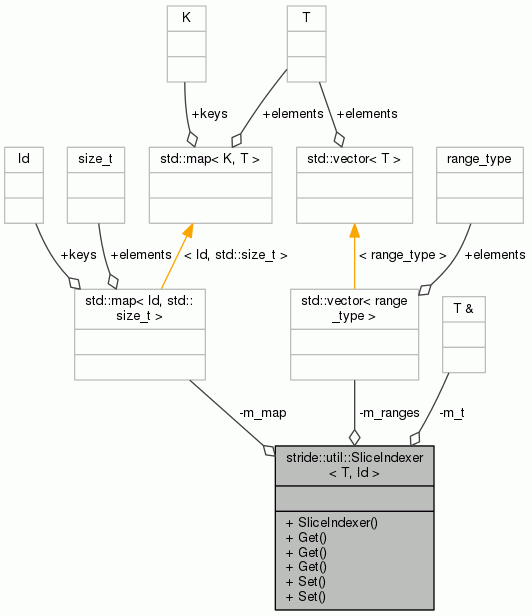 K
T
+keys
+elements
+elements
Id
size_t
std::map< K, T >
std::vector< T >
range_type
+keys
+elements
< Id, std::size_t >
< range_type >
+elements
std::map< Id, std::
size_t >
std::vector< range
_type >
T &
-m_map
-m_ranges
-m_t
stride::util::SliceIndexer
< T, Id >
+ SliceIndexer()
+ Get()
+ Get()
+ Get()
+ Set()
+ Set()